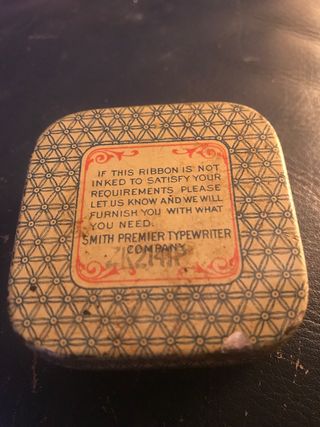 IF THIS RIBBON IS NOT
INKED TO SATISFY YOUR
REQUIREMENTS PLEASE
LET US KNOW AND WE WILL
FURNISH YOU WITH WHAT
YOU NEED.
SMITH PREMIER TYPEWRITER
COMPANY